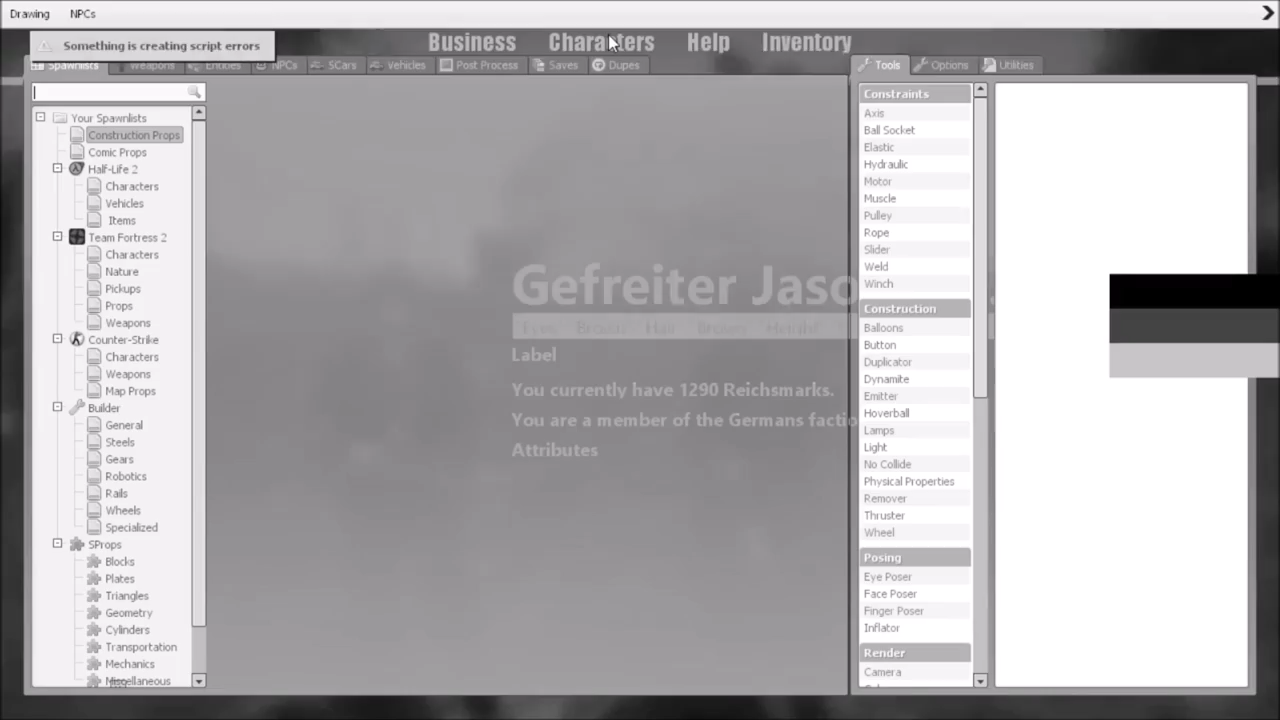 Drawing NPCs
Something is creating script errors
Business Characters Help Inventory
Spawnlists Weapons Entities NPCs SCars Vehicles Post Process Saves Dupes
Tools Options Utilities
Your Spawnlists
Construction Props
Comic Props
Half-Life 2
Characters
Vehicles
Items
Team Fortress 2
Characters
Nature
Pickups
Props
Weapons
Counter-Strike
Characters
Weapons
Map Props
Builder
General
Steels
Gears
Robotics
Rails
Wheels
Specialized
SProps
Blocks
Plates
Triangles
Geometry
Cylinders
Transportation
Mechanics
Miscellaneous
Gefreiter Jaso
Eyes Brown Hair Brown Height
Label
You currently have 1290 Reichsmarks.
You are a member of the Germans factio
Attributes
Constraints
Axis
Ball Socket
Elastic
Hydraulic
Motor
Muscle
Pulley
Rope
Slider
Weld
Winch
Construction
Balloons
Button
Duplicator
Dynamite
Emitter
Hoverball
Lamps
Light
No Collide
Physical Properties
Remover
Thruster
Wheel
Posing
Eye Poser
Face Poser
Finger Poser
Inflator
Render
Camera